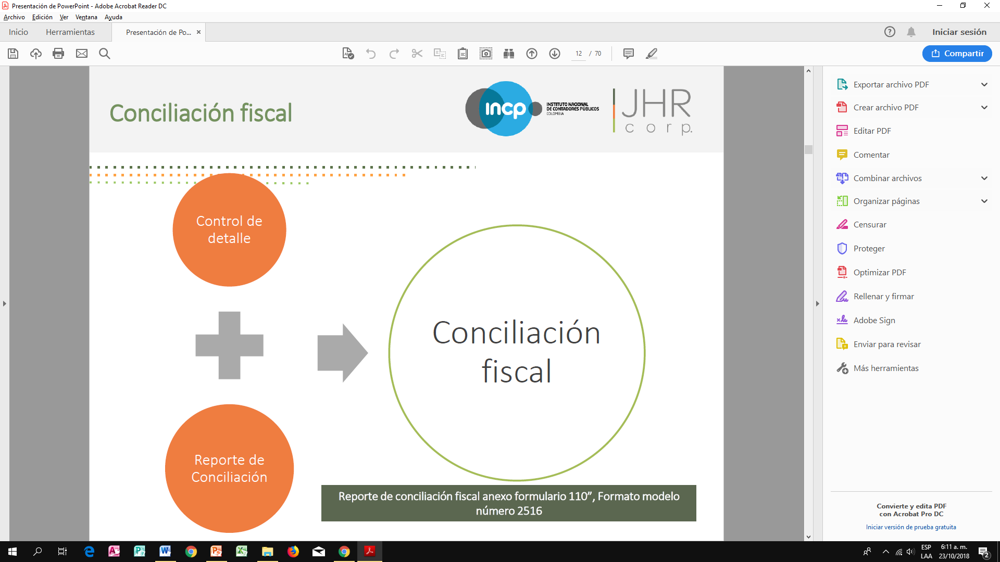 Presentación de PowerPoint - Adobe Acrobat Reader DC
Archivo Edición Ver Ventana Ayuda
Inicio Herramientas Presentación de Po... Iniciar sesión
12 / 70 Compartir
Conciliación fiscal
incp
INSTITUTO NACIONAL
DE CONTADORES PÚBLICOS
COLOMBIA
JHR
corp.
Control de
detalle
Reporte de
Conciliación
Conciliación
fiscal
Reporte de conciliación fiscal anexo formulario 110”, Formato modelo
número 2516
Exportar archivo PDF
Crear archivo PDF
Editar PDF
Comentar
Combinar archivos
Organizar páginas
Censurar
Proteger
Optimizar PDF
Rellenar y firmar
Adobe Sign
Enviar para revisar
Más herramientas
Convierte y edita PDF
con Acrobat Pro DC
Iniciar versión de prueba gratuita
ESP
LAA
6:11 a. m.
23/10/2018
2